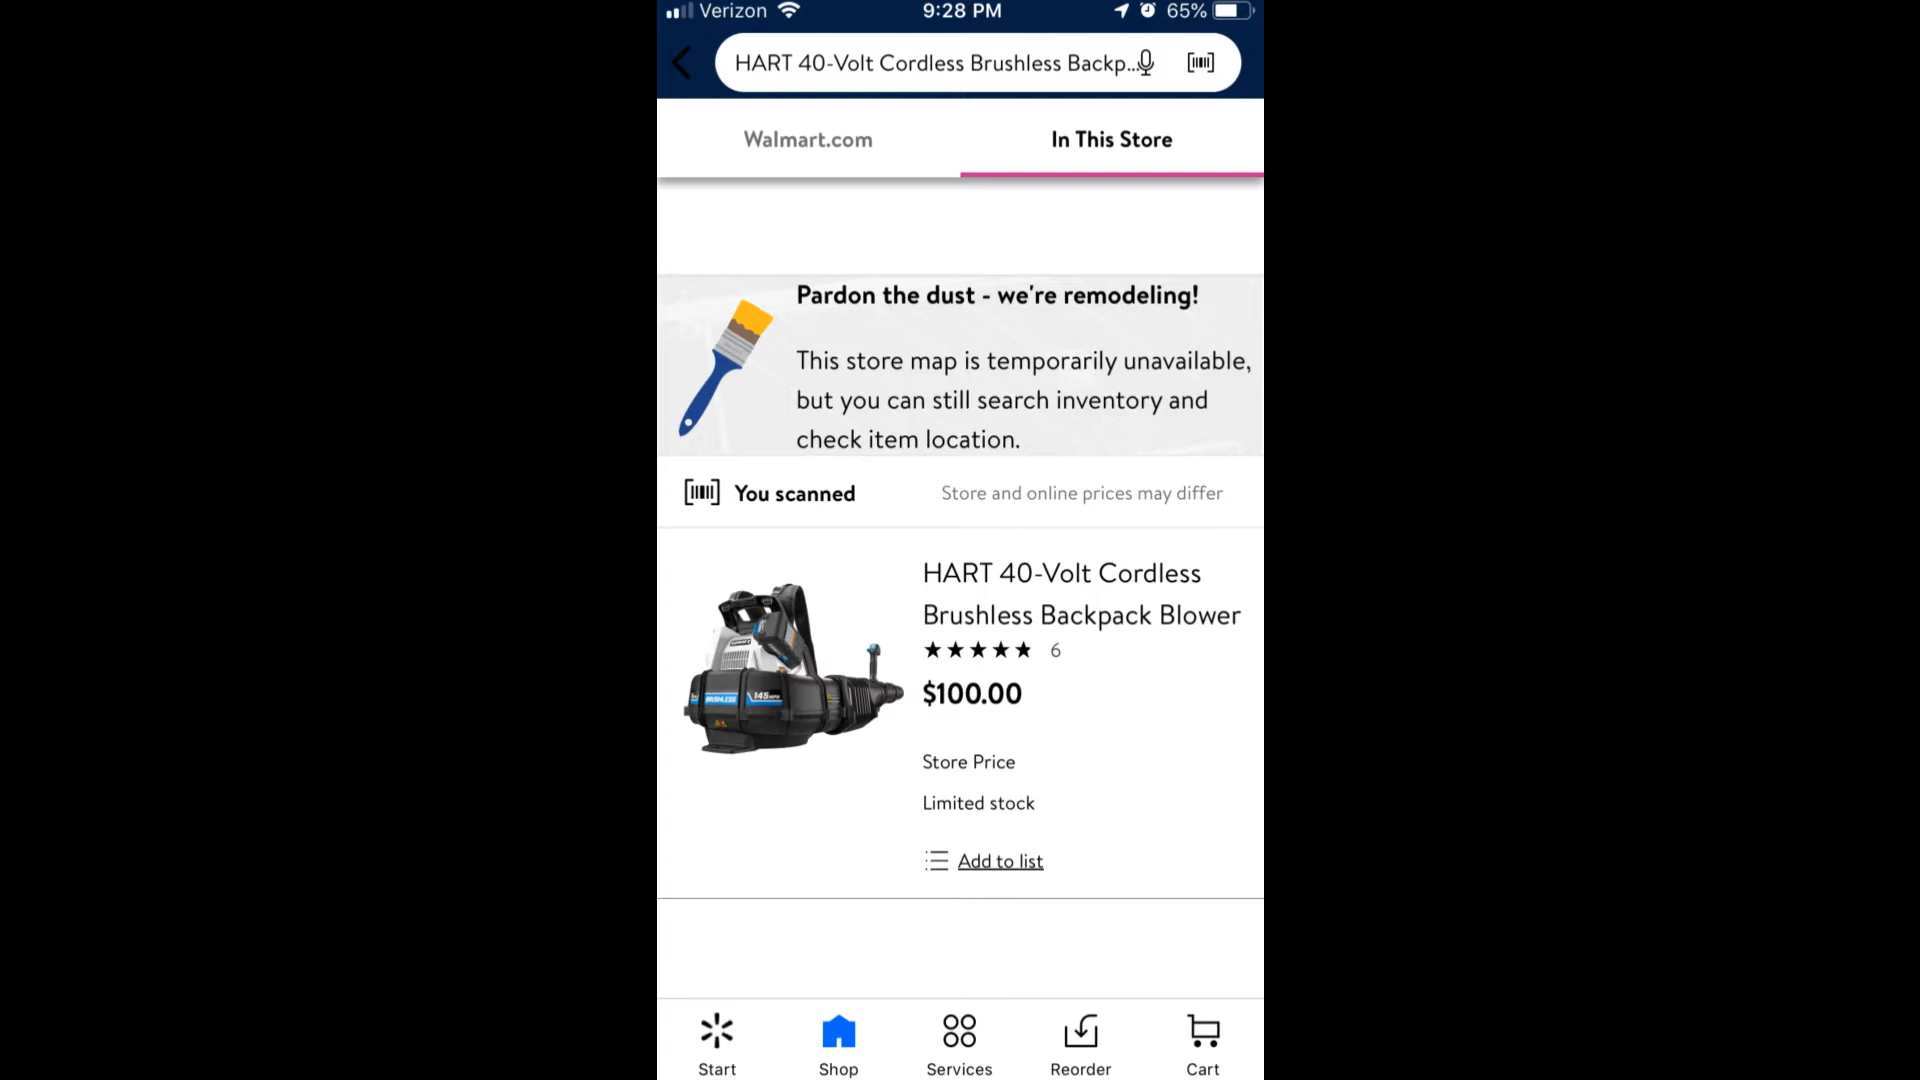 Verizon 9:28 PM 65%
HART 40-Volt Cordless Brushless Backp...
Walmart.com In This Store
Pardon the dust - we're remodeling!
This store map is temporarily unavailable,
but you can still search inventory and
check item location.
You scanned Store and online prices may differ
HART 40-Volt Cordless
Brushless Backpack Blower
6
$100.00
BRUSHLESS 145 MPH
Store Price
Limited stock
Add to list
Start Shop Services Reorder Cart